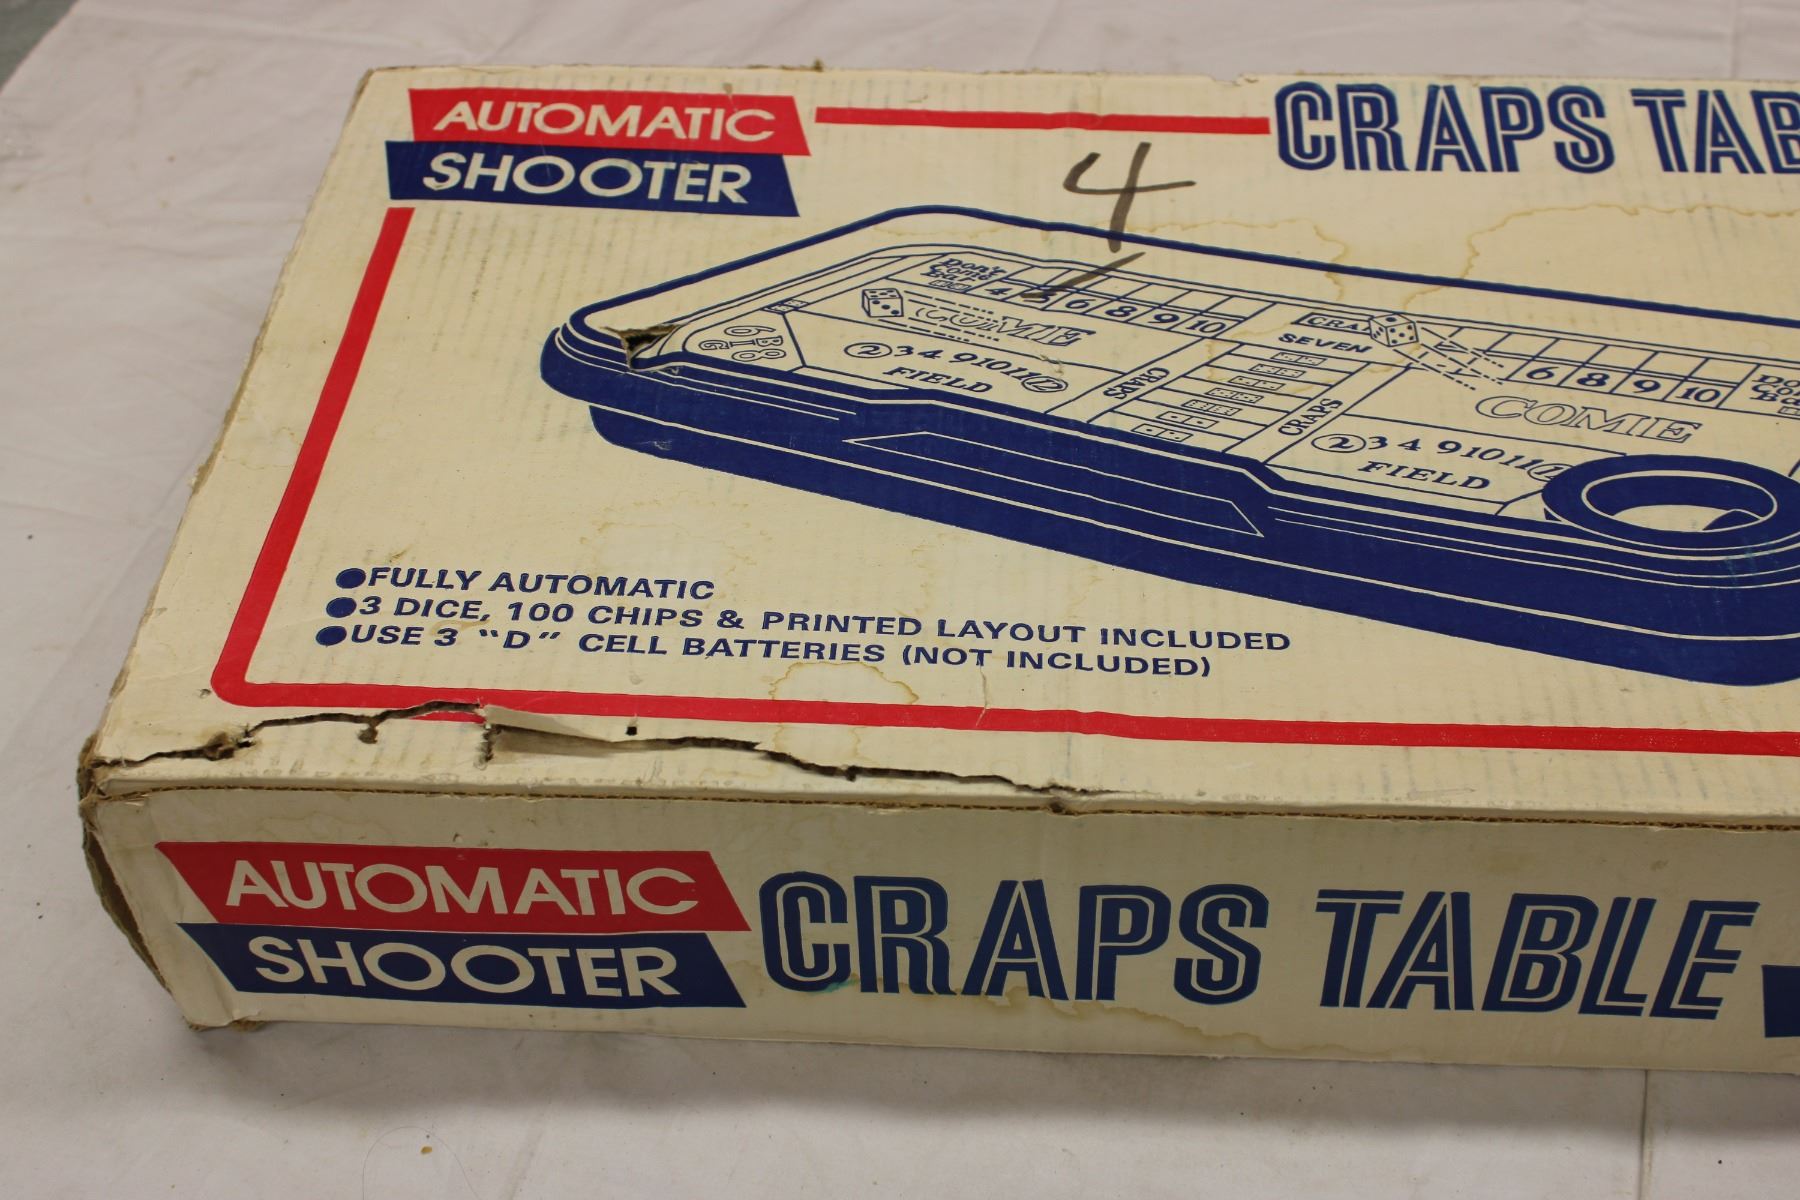 AUTOMATIC
SHOOTER
CRAPS TAB
4
DON'T
COME
BAR
4 5 6 8 9 10
COME
BIG
6 8
2 3 4 9 10 11 12
FIELD
CRAPS
CRAPS
SEVEN
6 8 9 10
COME
2 3 4 9 10 11
FIELD
●FULLY AUTOMATIC
●3 DICE, 100 CHIPS & PRINTED LAYOUT INCLUDED
●USE 3 "D" CELL BATTERIES (NOT INCLUDED)
AUTOMATIC
SHOOTER
CRAPS TABLE